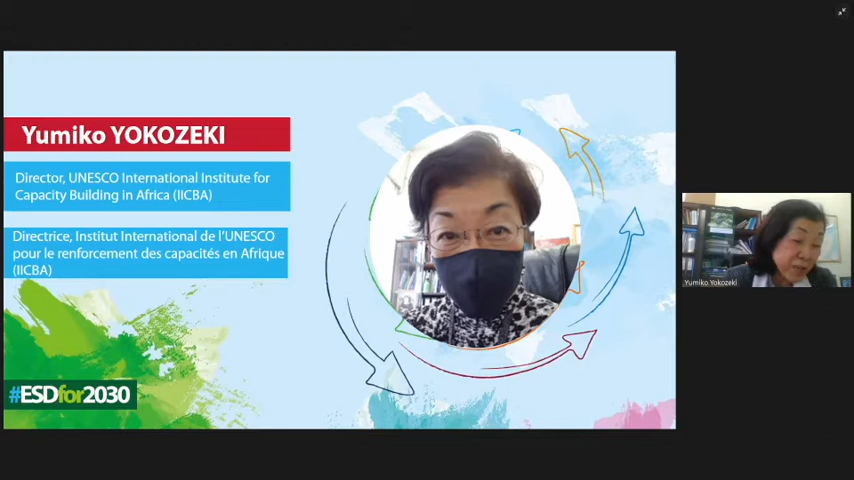 Yumiko YOKOZEKI
Director, UNESCO International Institute for
Capacity Building in Africa (IICBA)
Directrice, Institut International de l'UNESCO
pour le renforcement des capacités en Afrique
(IICBA)
#ESDfor2030
Yumiko Yokozeki